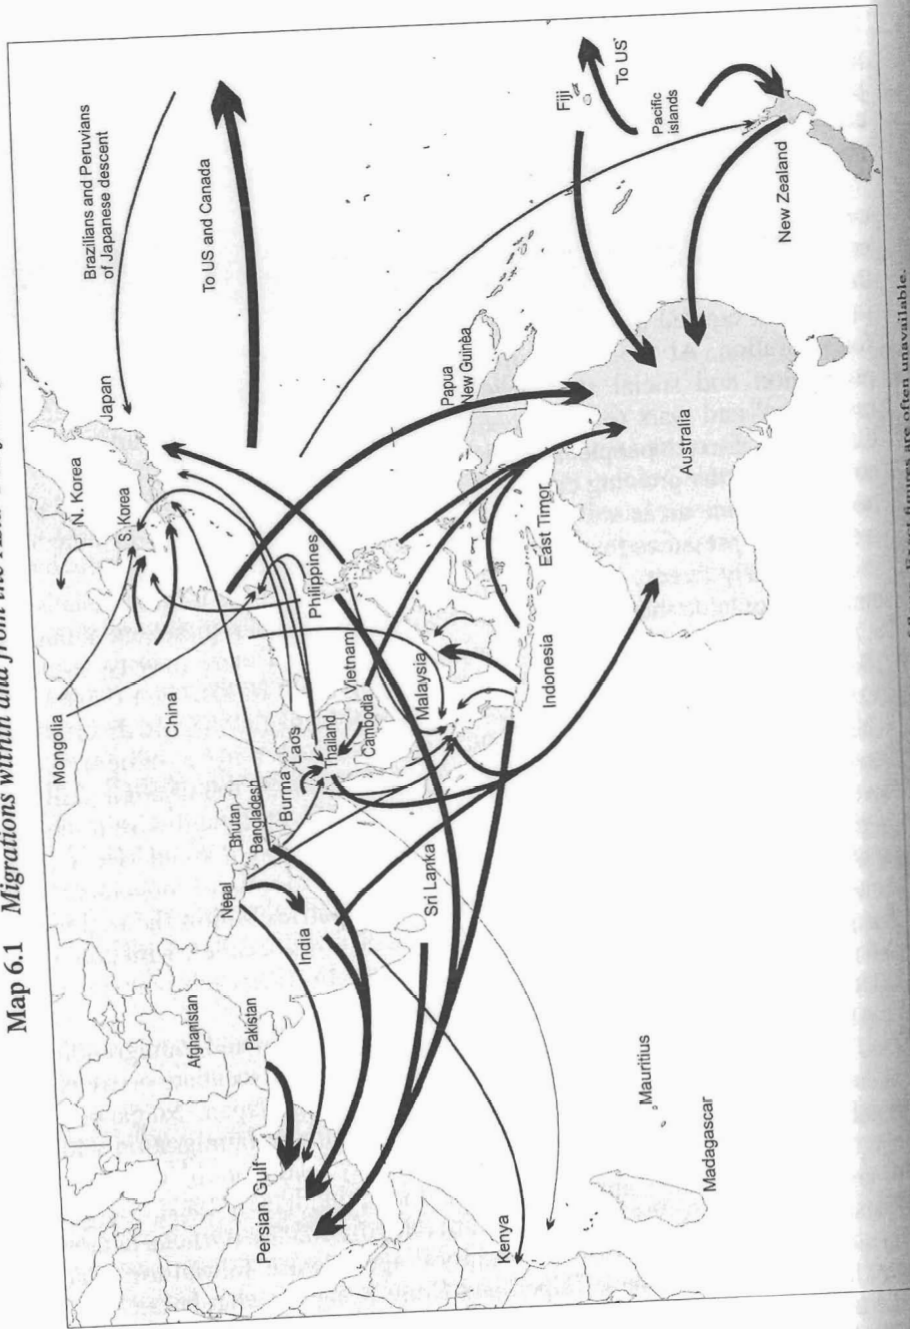 Map 6.1 Migrations within and from the
Brazilians and Peruvians
of Japanese descent
To US and Canada
Fiji
To US
Pacific
islands
New Zealand
Japan
N. Korea
S. Korea
Papua
New Guinea
Australia
Mongolia
China
Philippines
East Timor
Vietnam
Laos
Thailand
Cambodia
Malaysia
Indonesia
Burma
Bhutan
Bangladesh
Nepal
India
Sri Lanka
Afghanistan
Pakistan
Persian Gulf
Kenya
Mauritius
Madagascar
Exact figures are often unavailable.